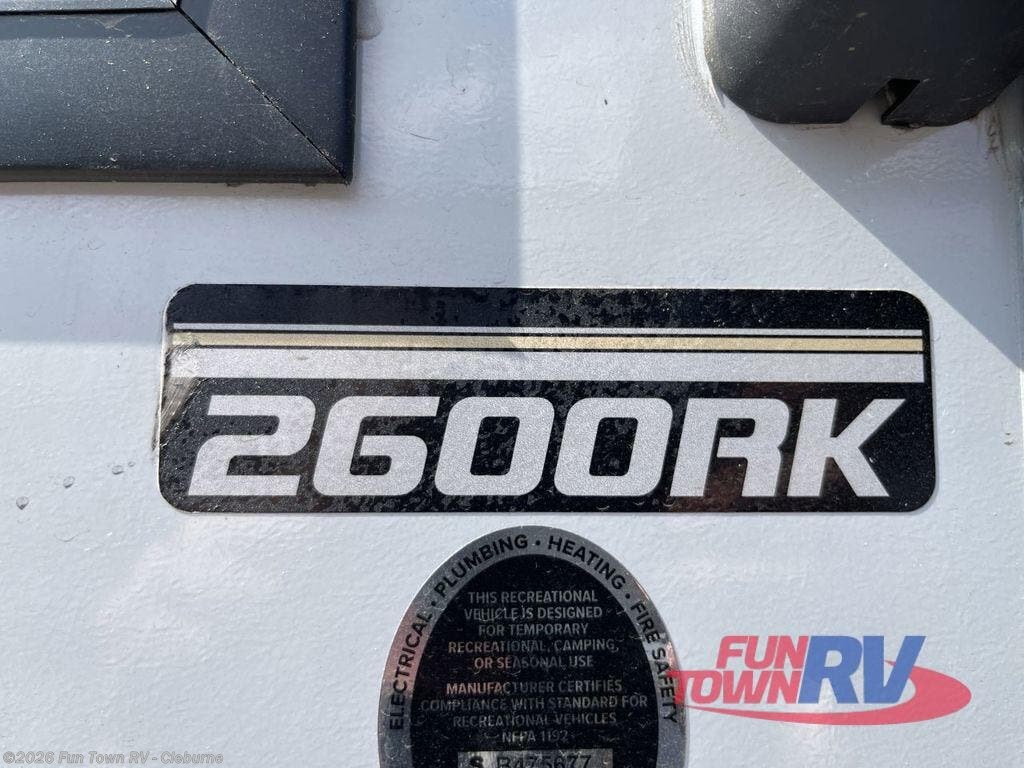 2600RK
ELECTRICAL · PLUMBING · HEATING · FIRE SAFETY
THIS RECREATIONAL
VEHICLE IS DESIGNED
FOR TEMPORARY
RECREATIONAL, CAMPING,
OR SEASONAL USE
MANUFACTURER CERTIFIES
COMPLIANCE WITH STANDARD FOR
RECREATIONAL VEHICLES
NFPA 1192
S B475677
FUN
TOWN RV
©2026 Fun Town RV - Cleburne